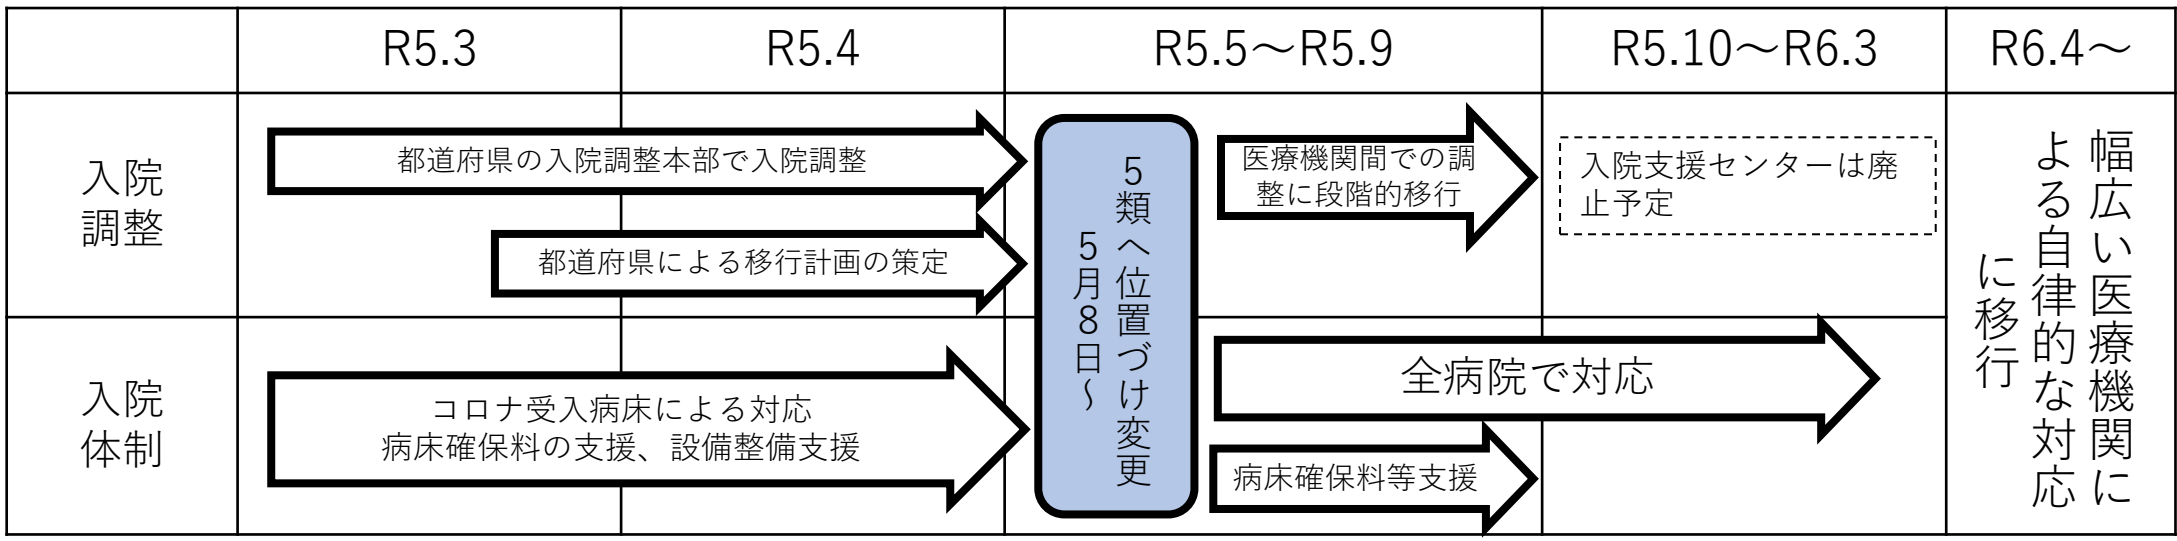 R5.3
R5.4
R5.5～R5.9
R5.10～R6.3
R6.4～
入院
調整
都道府県の入院調整本部で入院調整
都道府県による移行計画の策定
5類へ位置づけ変更
5月8日～
医療機関間での調
整に段階的移行
入院支援センターは廃
止予定
幅広い医療機関に
よる自律的な対応
に移行
入院
体制
コロナ受入病床による対応
病床確保料の支援、設備整備支援
全病院で対応
病床確保料等支援